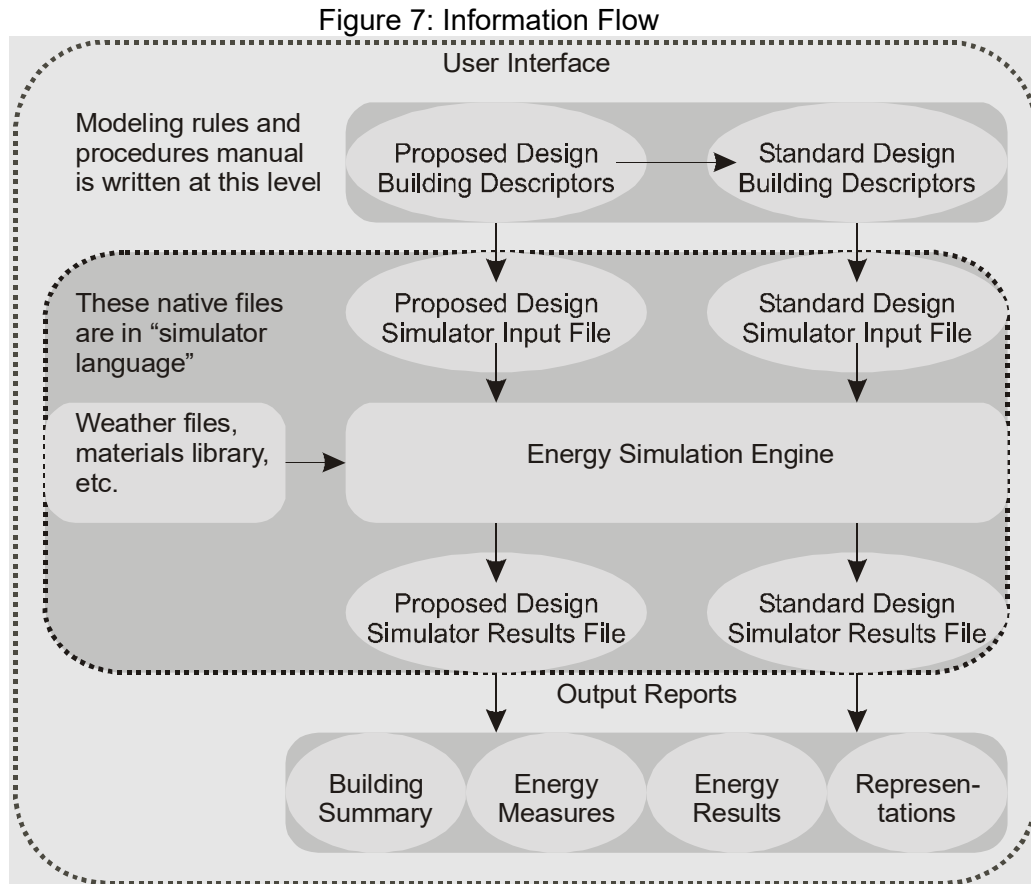 Figure 7: Information Flow
User Interface
Modeling rules and
procedures manual
is written at this level
Proposed Design
Building Descriptors
Standard Design
Building Descriptors
These native files
are in “simulator
language”
Proposed Design
Simulator Input File
Standard Design
Simulator Input File
Weather files,
materials library,
etc.
Energy Simulation Engine
Proposed Design
Simulator Results File
Standard Design
Simulator Results File
Output Reports
Building
Summary
Energy
Measures
Energy
Results
Represen-
tations